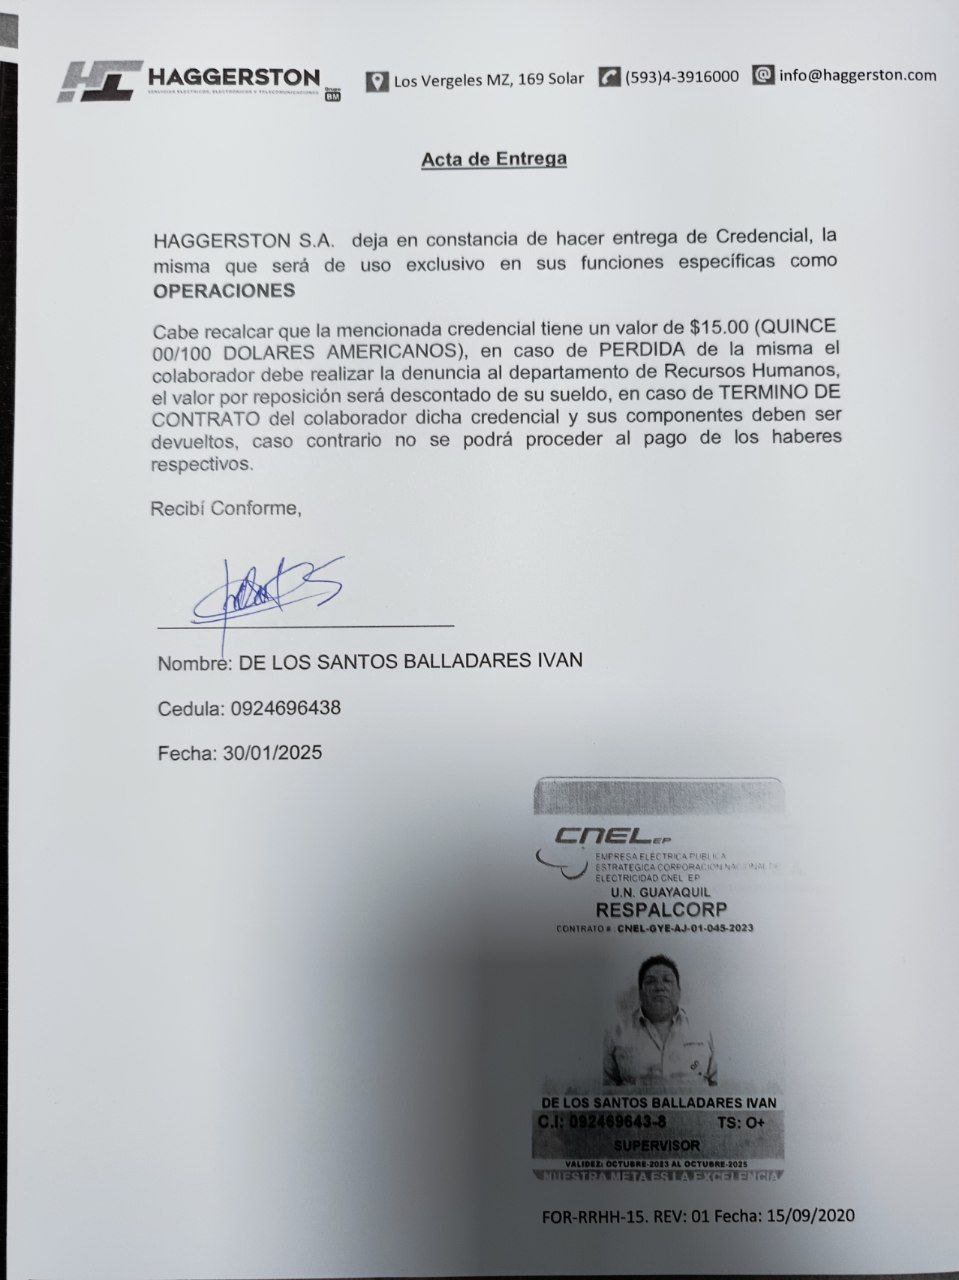 HAGGERSTON
SERVICIOS ELECTRICOS, ELECTRONICOS Y TELECOMUNICACIONES
Grupo BM
Los Vergeles MZ, 169 Solar (593)4-3916000 info@haggerston.com
Acta de Entrega
HAGGERSTON S.A. deja en constancia de hacer entrega de Credencial, la
misma que será de uso exclusivo en sus funciones específicas como
OPERACIONES
Cabe recalcar que la mencionada credencial tiene un valor de $15.00 (QUINCE
00/100 DOLARES AMERICANOS), en caso de PERDIDA de la misma el
colaborador debe realizar la denuncia al departamento de Recursos Humanos,
el valor por reposición será descontado de su sueldo, en caso de TERMINO DE
CONTRATO del colaborador dicha credencial y sus componentes deben ser
devueltos, caso contrario no se podrá proceder al pago de los haberes
respectivos.
Recibí Conforme,
Nombre: DE LOS SANTOS BALLADARES IVAN
Cedula: 0924696438
Fecha: 30/01/2025
CNEL EP
EMPRESA ELECTRICA PUBLICA
ESTRATEGICA CORPORACION NACIONAL DE
ELECTRICIDAD CNEL EP
U.N. GUAYAQUIL
RESPALCORP
CONTRATO # CNEL-GYE-AJ-01-045-2023
DE LOS SANTOS BALLADARES IVAN
C.I: 092469643-8 TS: O+
SUPERVISOR
VALIDEZ: OCTUBRE-2023 AL OCTUBRE-2025
NUESTRA META ES LA EXCELENCIA
FOR-RRHH-15. REV: 01 Fecha: 15/09/2020